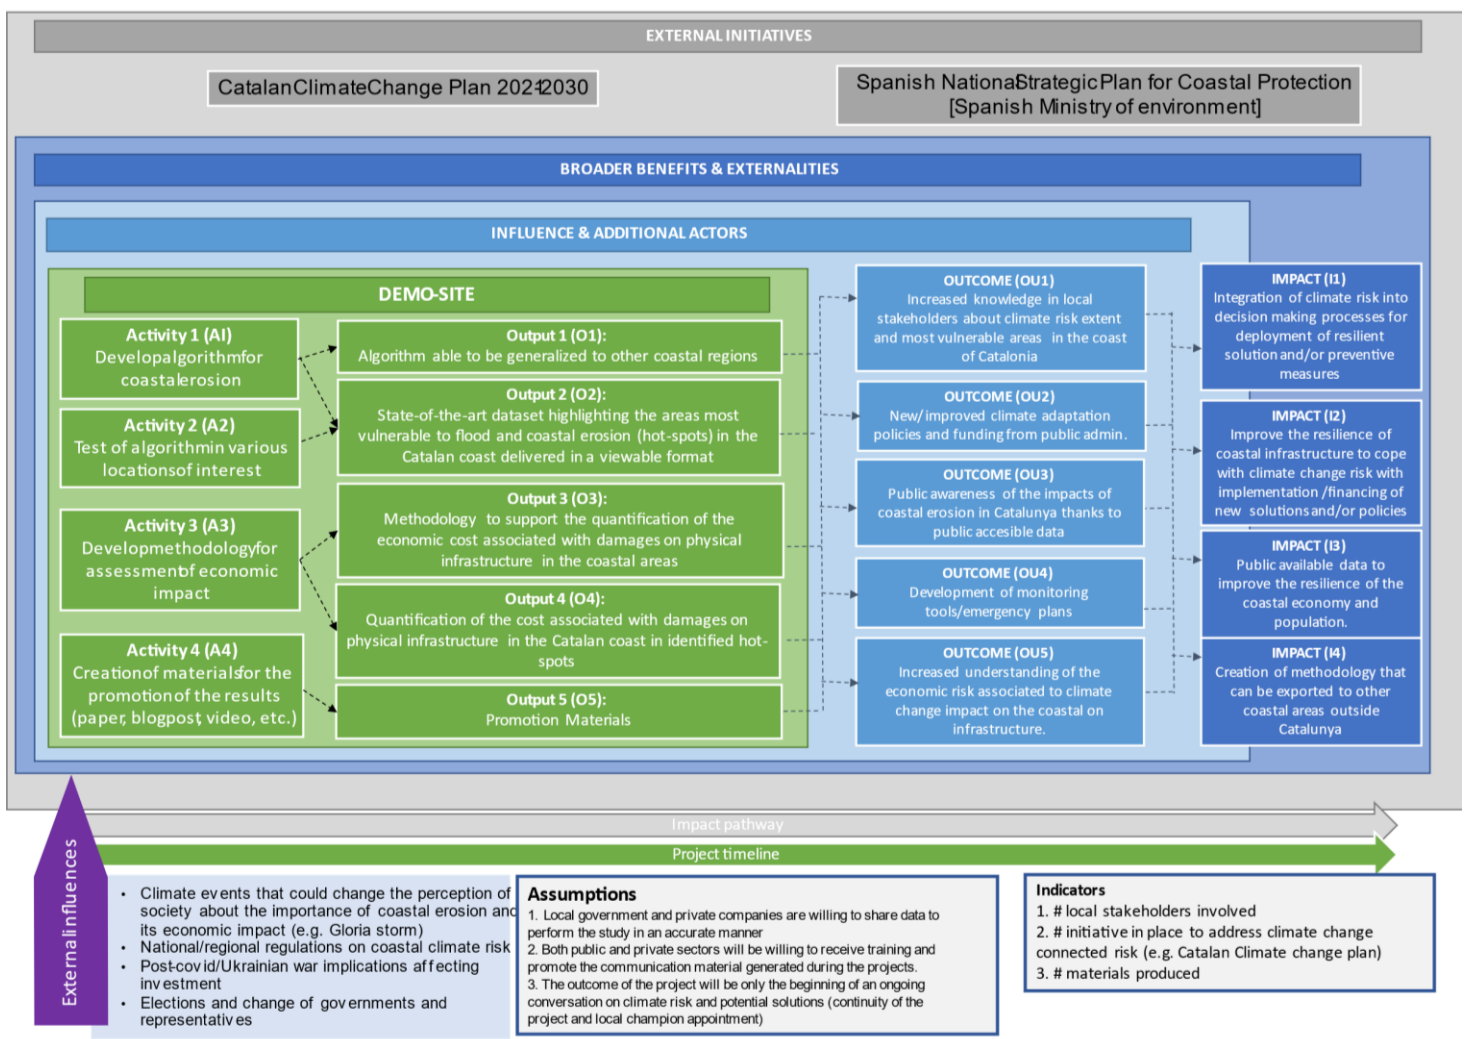 EXTERNAL INITIATIVES
CatalanClimateChange Plan 2021-2030
Spanish NationalStrategicPlan for Coastal Protection
[Spanish Ministry of environment]
BROADER BENEFITS & EXTERNALITIES
INFLUENCE & ADDITIONAL ACTORS
DEMO-SITE
Activity 1 (AI)
Developalgorithmfor
coastalerosion
Activity 2 (A2)
Test of algorithmin various
locationsof interest
Activity 3 (A3)
Developmethodologyfor
assessmentof economic
impact
Activity 4 (A4)
Creationof materialsfor the
promotionof the results
(paper, blogpost, video, etc.)
Output 1 (O1):
Algorithm able to be generalized to other coastal regions
Output 2 (O2):
State-of-the-art dataset highlighting the areas most
vulnerable to flood and coastal erosion (hot-spots) in the
Catalan coast delivered in a viewable format
Output 3 (O3):
Methodology to support the quantification of the
economic cost associated with damages on physical
infrastructure in the coastal areas
Output 4 (O4):
Quantification of the cost associated with damages on
physical infrastructure in the Catalan coast in identified hot-
spots
Output 5 (O5):
Promotion Materials
OUTCOME (OU1)
Increased knowledge in local
stakeholders about climate risk extent
and most vulnerable areas in the coast
of Catalonia
OUTCOME (OU2)
New/improved climate adaptation
policies and funding from public admin.
OUTCOME (OU3)
Public awareness of the impacts of
coastal erosion in Catalunya thanks to
public accesible data
OUTCOME (OU4)
Development of monitoring
tools/emergency plans
OUTCOME (OU5)
Increased understanding of the
economic risk associated to climate
change impact on the coastal on
infrastructure.
IMPACT (I1)
Integration of climate risk into
decision making processes for
deployment of resilient
solution and/or preventive
measures
IMPACT (I2)
Improve the resilience of
coastal infrastructure to cope
with climate change risk with
implementation /financing of
new solutions and/or policies
IMPACT (I3)
Public available data to
improve the resilience of the
coastal economy and
population.
IMPACT (I4)
Creation of methodology that
can be exported to other
coastal areas outside
Catalunya
Impact pathway
Project timeline
External influences
• Climate events that could change the perception of
society about the importance of coastal erosion and
its economic impact (e.g. Gloria storm)
• National/regional regulations on coastal climate risk
• Post-covid/Ukrainian war implications affecting
investment
• Elections and change of governments and
representatives
Assumptions
1. Local government and private companies are willing to share data to
perform the study in an accurate manner
2. Both public and private sectors will be willing to receive training and
promote the communication material generated during the projects.
3. The outcome of the project will be only the beginning of an ongoing
conversation on climate risk and potential solutions (continuity of the
project and local champion appointment)
Indicators
1. # local stakeholders involved
2. # initiative in place to address climate change
connected risk (e.g. Catalan Climate change plan)
3. # materials produced